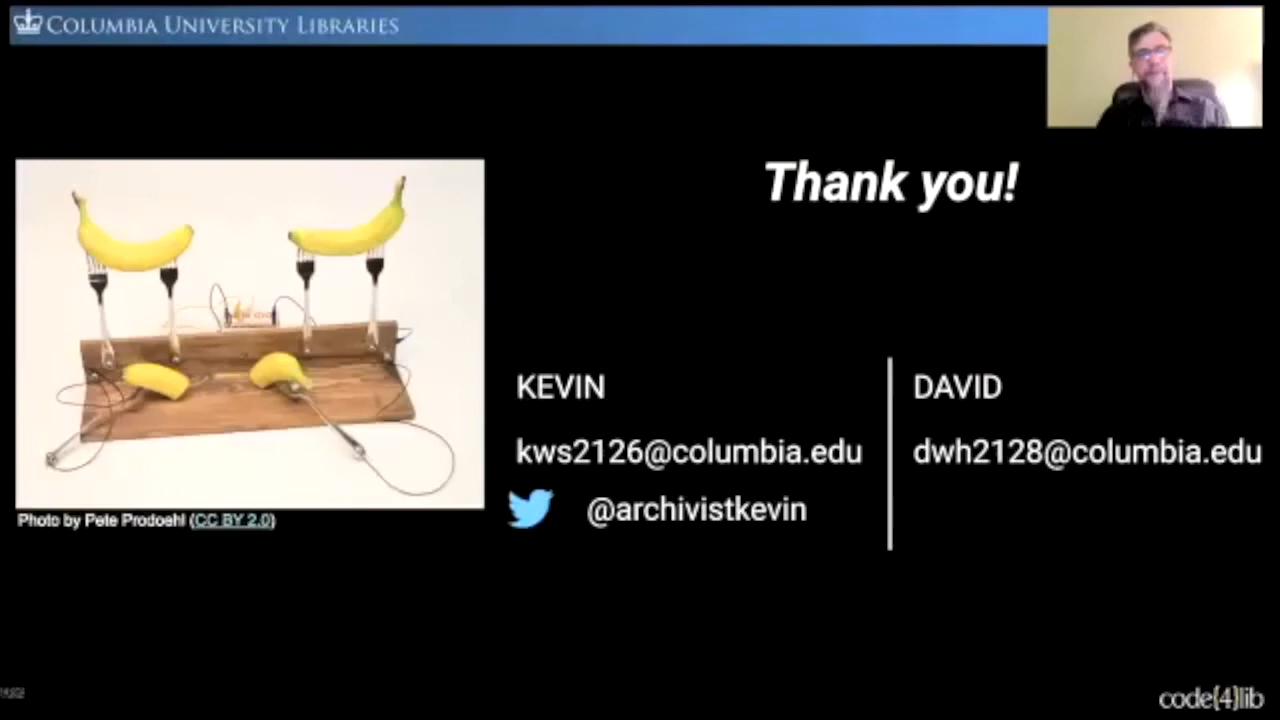 COLUMBIA UNIVERSITY LIBRARIES
Thank you!
KEVIN
kws2126@columbia.edu
@archivistkevin
DAVID
dwh2128@columbia.edu
Photo by Pete Prodoehl (CC BY 2.0)
code{4}lib